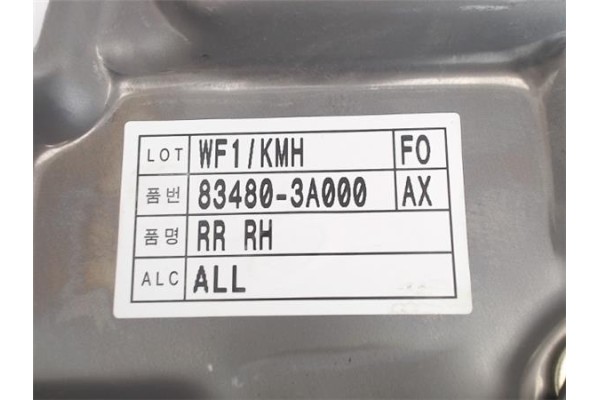 LOT WF1/KMH FO
품번 83480-3A000 AX
품명 RR RH
ALC ALL